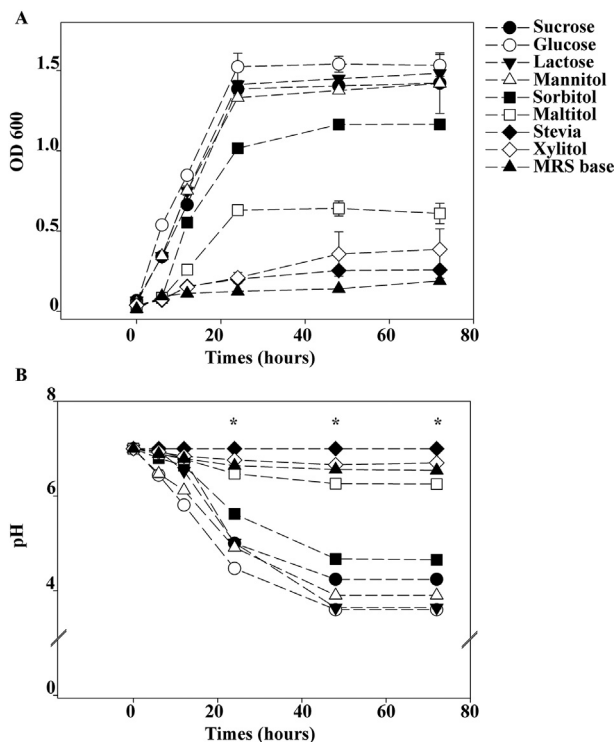 A
1.5
1.0
0.5
0
OD 600
0 20 40 60 80
Times (hours)
Sucrose
Glucose
Lactose
Mannitol
Sorbitol
Maltitol
Stevia
Xylitol
MRS base
B
8
6
4
0
pH
* * *
0 20 40 60 80
Times (hours)